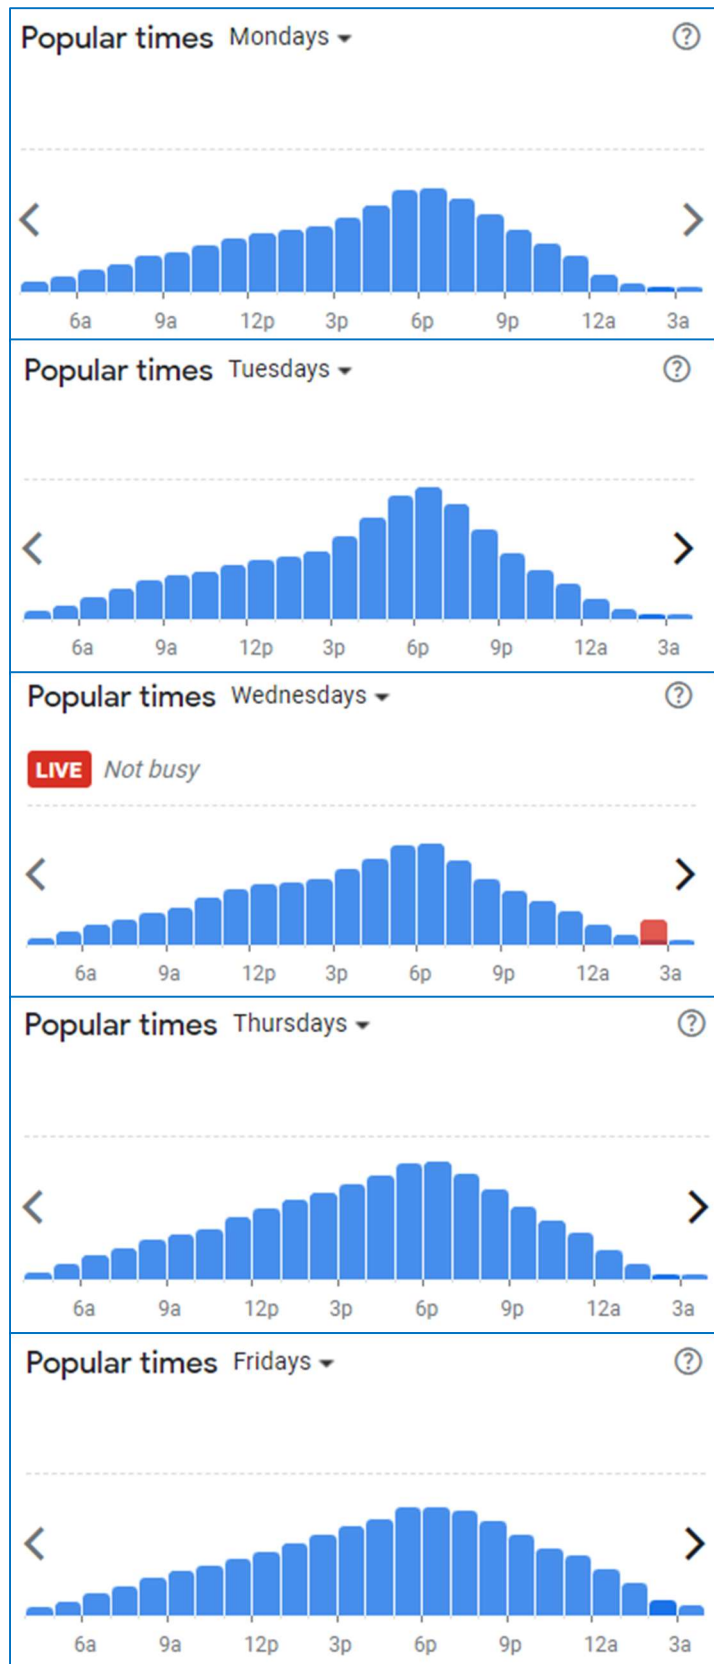 Popular times Mondays
6a 9a 12p 3p 6p 9p 12a 3a
Popular times Tuesdays
6a 9a 12p 3p 6p 9p 12a 3a
Popular times Wednesdays
LIVE Not busy
6a 9a 12p 3p 6p 9p 12a 3a
Popular times Thursdays
6a 9a 12p 3p 6p 9p 12a 3a
Popular times Fridays
6a 9a 12p 3p 6p 9p 12a 3a